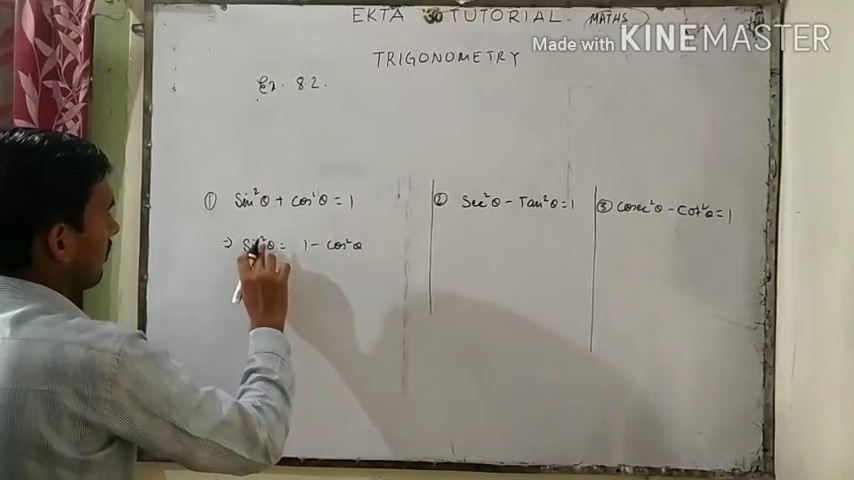 EKTA TUTORIAL. MATHS
Made with KINEMASTER
TRIGONOMETRY
Ex. 8.2.
① Sin²θ + cos²θ = 1
② Sec²θ - Tan²θ = 1
③ Cosec²θ - Cot²θ = 1
⇒ Sin²θ = 1 - cos²θ